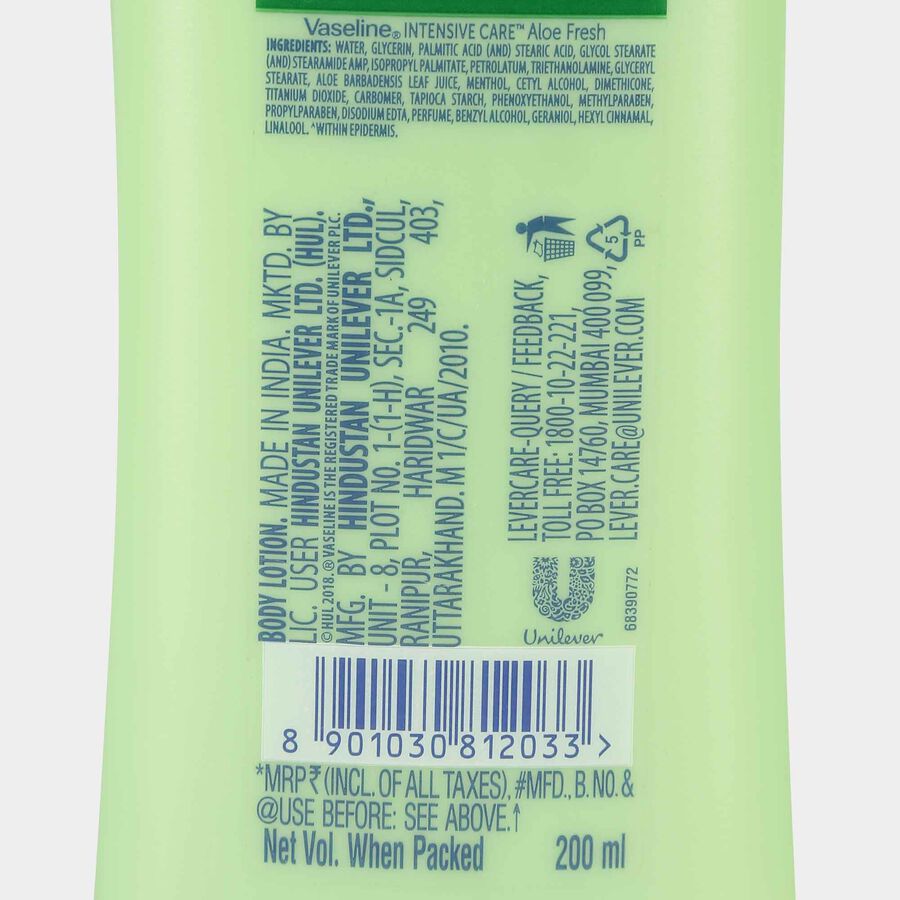 Vaseline® INTENSIVE CARE™ Aloe Fresh
INGREDIENTS: WATER, GLYCERIN, PALMITIC ACID (AND) STEARIC ACID, GLYCOL STEARATE
(AND) STEARAMIDE AMP, ISOPROPYL PALMITATE, PETROLATUM, TRIETHANOLAMINE, GLYCERYL
STEARATE, ALOE BARBADENSIS LEAF JUICE, MENTHOL, CETYL ALCOHOL, DIMETHICONE,
TITANIUM DIOXIDE, CARBOMER, TAPIOCA STARCH, PHENOXYETHANOL, METHYLPARABEN,
PROPYLPARABEN, DISODIUM EDTA, PERFUME, BENZYL ALCOHOL, GERANIOL, HEXYL CINNAMAL,
LINALOOL. ^WITHIN EPIDERMIS.
BODY LOTION. MADE IN INDIA. MKTD. BY
LIC. USER HINDUSTAN UNILEVER LTD. (HUL).
© HUL 2018. ® VASELINE IS THE REGISTERED TRADE MARK OF UNILEVER PLC.
MFG. BY HINDUSTAN UNILEVER LTD.,
UNIT - 8, PLOT NO. 1-(1-H), SEC.-1A, SIDCUL,
RANIPUR, HARIDWAR 249 403,
UTTARAKHAND. M 1/C/UA/2010.
LEVERCARE-QUERY / FEEDBACK,
TOLL FREE: 1800-10-22-221,
PO BOX 14760, MUMBAI 400 099,
LEVER.CARE@UNILEVER.COM
5
PP
Unilever
68390772
8 901030 812033 >
*MRP ₹ (INCL. OF ALL TAXES), #MFD., B. NO. &
@USE BEFORE: SEE ABOVE.↑
Net Vol. When Packed 200 ml